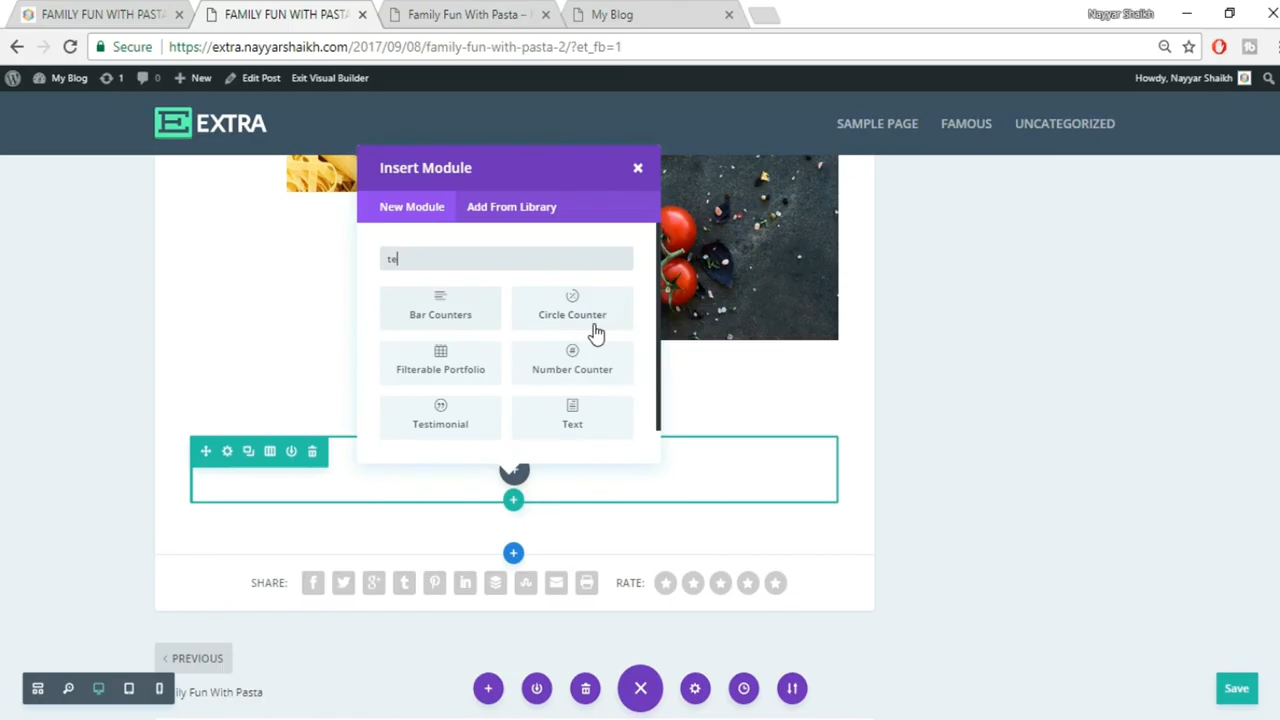 FAMILY FUN WITH PASTA
FAMILY FUN WITH PASTA
Family Fun With Pasta –
My Blog
Nayyar Shaikh
Secure
https://extra.nayyarshaikh.com/2017/09/08/family-fun-with-pasta-2/?et_fb=1
My Blog
1
New
Edit Post
Exit Visual Builder
Howdy, Nayyar Shaikh
EXTRA
SAMPLE PAGE
FAMOUS
UNCATEGORIZED
Insert Module
New Module
Add From Library
te
Bar Counters
Circle Counter
Filterable Portfolio
Number Counter
Testimonial
Text
SHARE:
RATE:
PREVIOUS
ily Fun With Pasta
Save